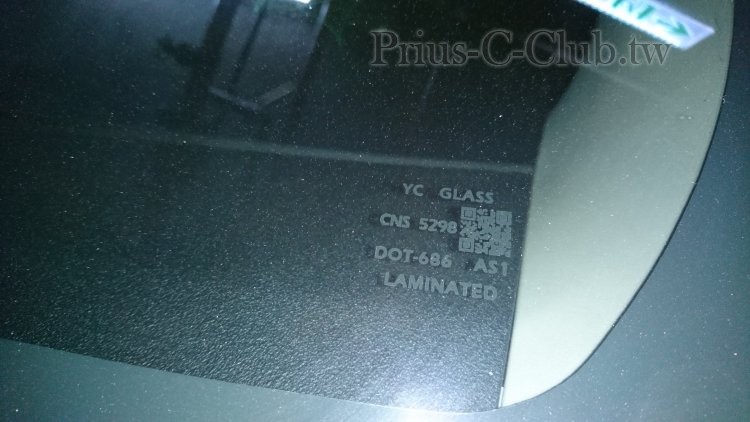 Prius-C-Club.tw
YC GLASS
CNS 5298
DOT-686 AS1
LAMINATED